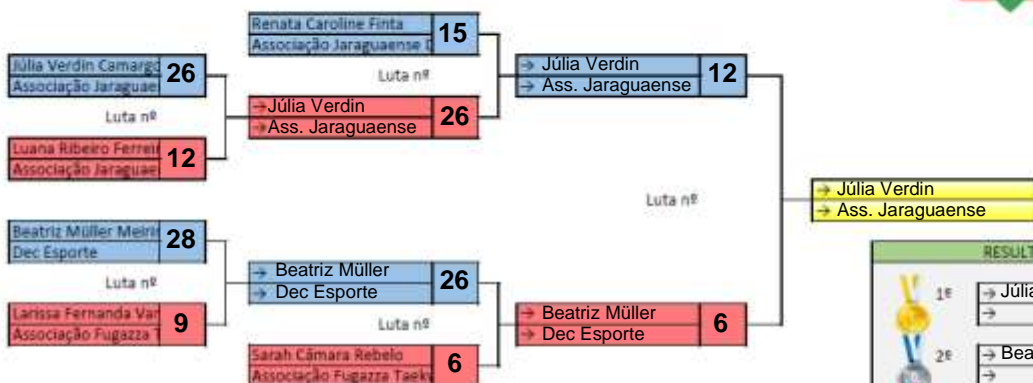 Renata Caroline Finta
Associação Jaraguaense
15
Júlia Verdin Camargo
Associação Jaraguae
26
Luta nº
Luta nº
→ Júlia Verdin
→ Ass. Jaraguaense
12
→Júlia Verdin
→Ass. Jaraguaense
26
Luana Ribeiro Ferreir
Associação Jaraguae
12
Luta nº
→ Júlia Verdin
→ Ass. Jaraguaense
Beatriz Müller Meiri
Dec Esporte
28
Luta nº
→ Beatriz Müller
→ Dec Esporte
26
RESULT
Larissa Fernanda Var
Associação Fugazza T
9
Luta nº
→ Beatriz Müller
→ Dec Esporte
6
1º
→ Júlia
→
Sarah Câmara Rebelo
Associação Fugazza Taekw
6
2º
→ Bea
→